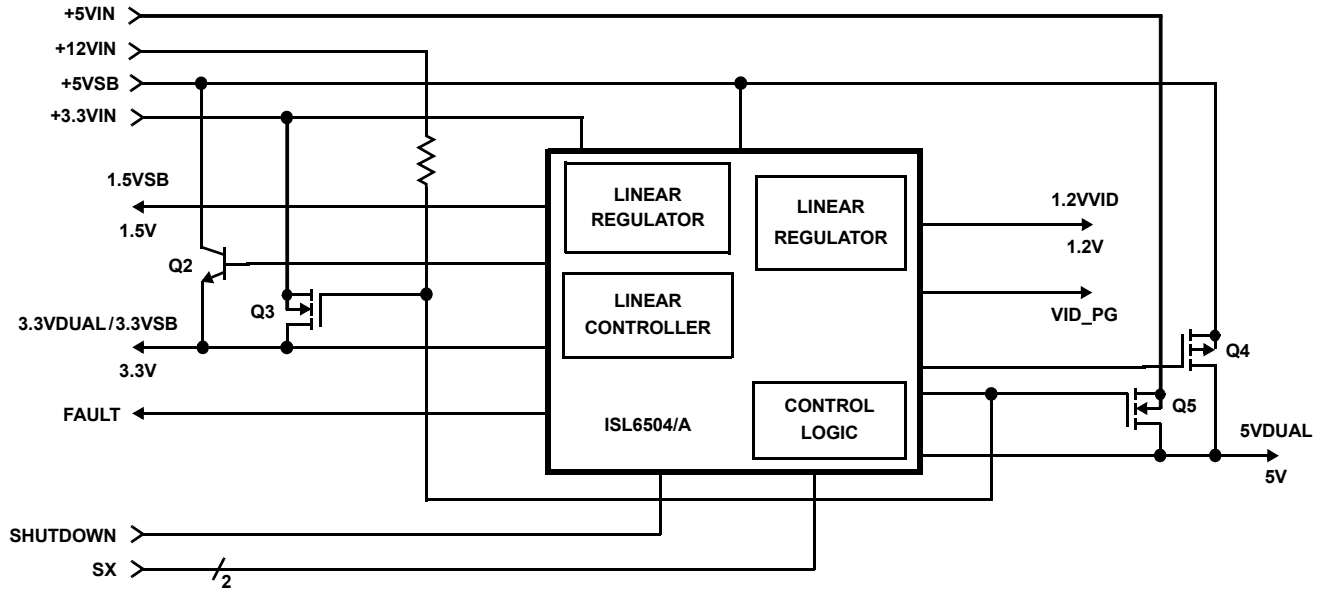 +5VIN
+12VIN
+5VSB
+3.3VIN
1.5VSB
1.5V
Q2
Q3
3.3VDUAL/3.3VSB
3.3V
FAULT
SHUTDOWN
SX
2
LINEAR
REGULATOR
LINEAR
REGULATOR
LINEAR
CONTROLLER
ISL6504/A
CONTROL
LOGIC
1.2VVID
1.2V
VID_PG
Q4
Q5
5VDUAL
5V